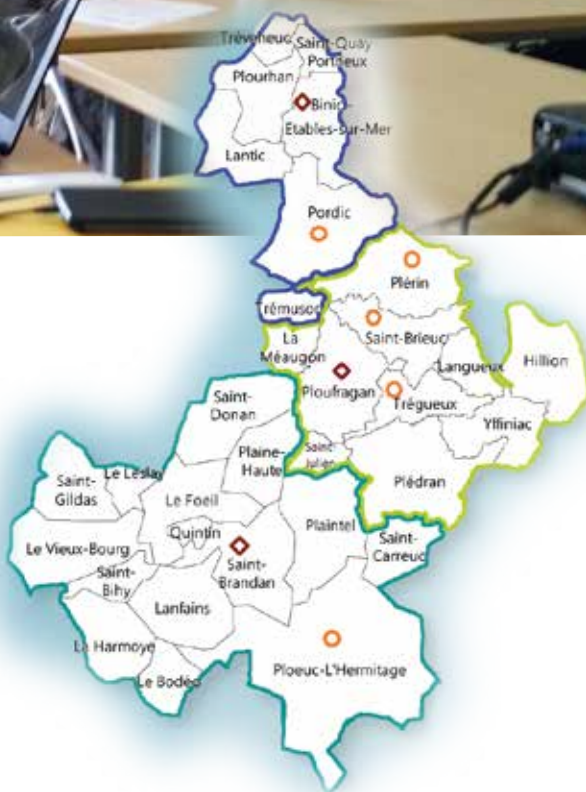 Tréveneuc
Saint-Quay
Portrieux
Plourhan
Binic-
Etables-sur-Mer
Lantic
Pordic
Plérin
Trémuson
Saint-Brieuc
La
Méaugon
Langueux
Hillion
Ploufragan
Trégueux
Saint-
Donan
Yffiniac
Saint-
Julien
Plaine-
Haute
Plédran
Saint-
Gildas
Le Leslay
Le Foeil
Plaintel
Quintin
Saint-
Carreuc
Le Vieux-Bourg
Saint-
Brandan
Saint-
Bihy
Lanfains
La Harmoye
Ploeuc-L'Hermitage
Le Bodéo